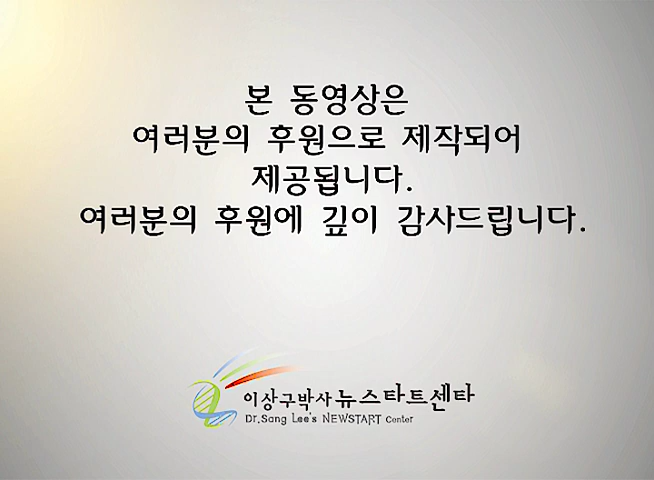 본 동영상은
여러분의 후원으로 제작되어
제공됩니다.
여러분의 후원에 깊이 감사드립니다.
이상구박사 뉴스타트센타
Dr.Sang Lee's NEWSTART Center